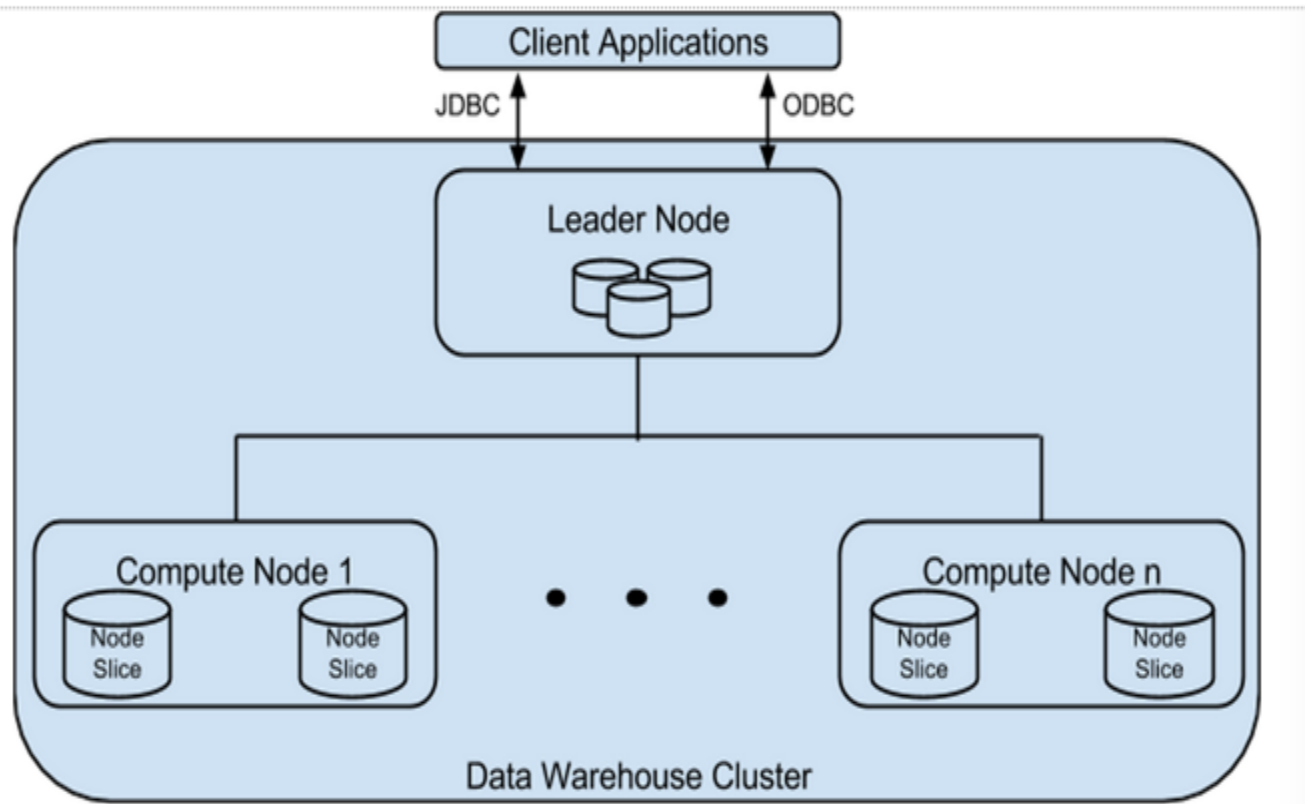 Client Applications
JDBC
ODBC
Leader Node
Compute Node 1
Node
Slice
Node
Slice
Compute Node n
Node
Slice
Node
Slice
Data Warehouse Cluster